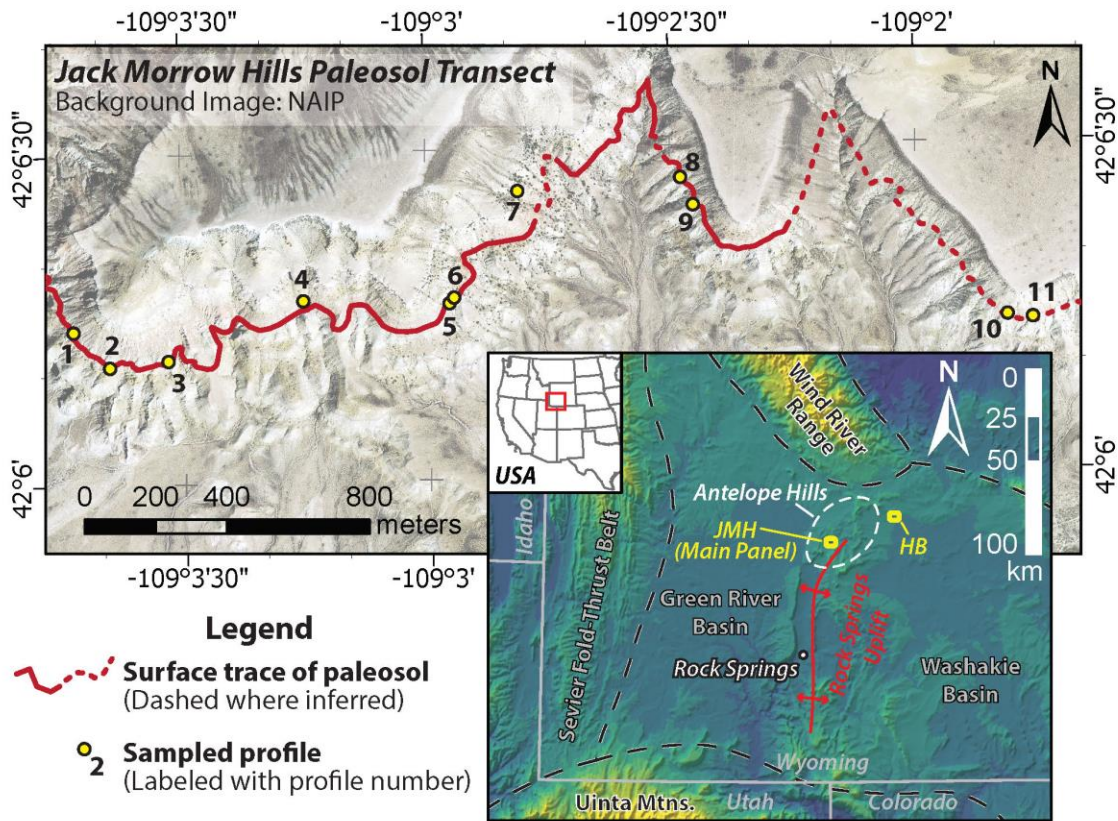 -109°3'30"
-109°3'
-109°2'30"
-109°2'
Jack Morrow Hills Paleosol Transect
Background Image: NAIP
N
42°6'30"
42°6'30"
8
7
9
4
6
11
1
2
3
5
10
42°6'
42°6'
0 200 400 800
meters
-109°3'30"
-109°3'
USA
Wind River
Range
N
0
25
50
100
km
Antelope Hills
JMH
(Main Panel)
HB
Idaho
Sevier Fold-Thrust Belt
Green River
Basin
Rock Springs
Rock Springs
Uplift
Washakie
Basin
Wyoming
Uinta Mtns.
Utah
Colorado
Legend
Surface trace of paleosol
(Dashed where inferred)
2
Sampled profile
(Labeled with profile number)